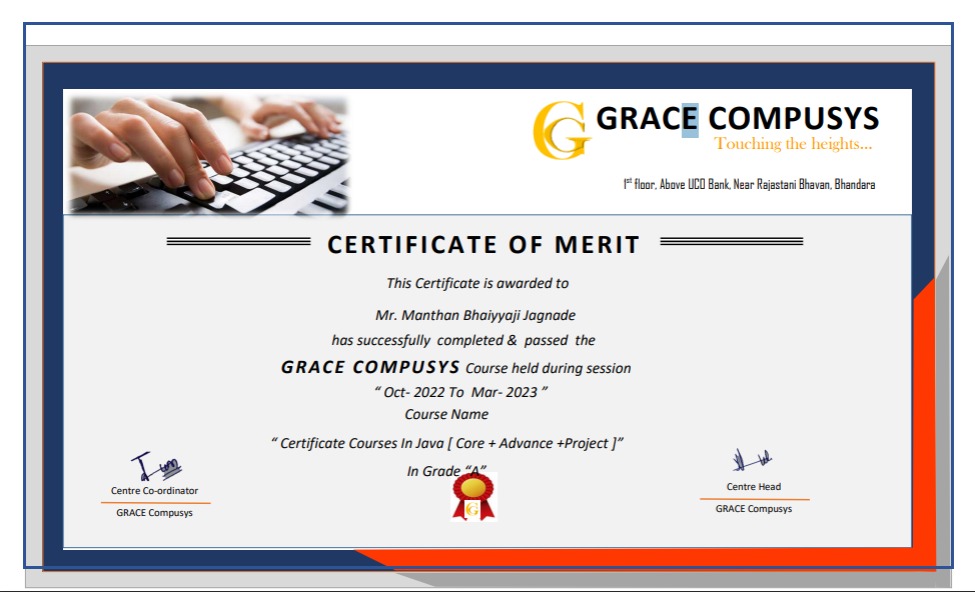 GRACE COMPUSYS
Touching the heights...
1st floor, Above UCO Bank, Near Rajastani Bhavan, Bhandara
CERTIFICATE OF MERIT
This Certificate is awarded to
Mr. Manthan Bhaiyyaji Jagnade
has successfully completed & passed the
GRACE COMPUSYS Course held during session
“ Oct- 2022 To Mar- 2023 ”
Course Name
“ Certificate Courses In Java [ Core + Advance +Project ]”
In Grade “A”
Centre Co-ordinator
GRACE Compusys
Centre Head
GRACE Compusys